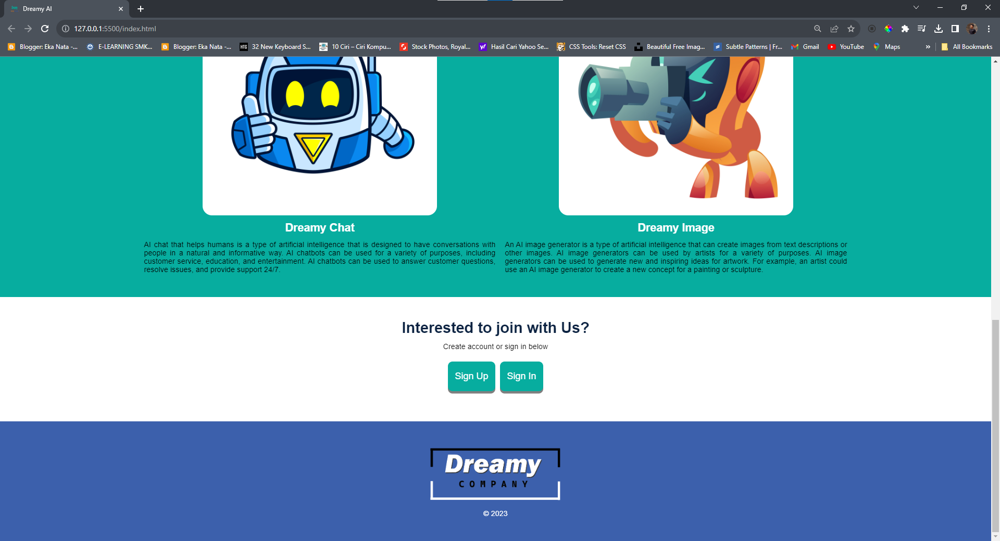 Dreamy AI
127.0.0.1:5500/index.html
Blogger: Eka Nata -...
E-LEARNING SMK...
Blogger: Eka Nata -...
HTG
32 New Keyboard S...
10 Ciri – Ciri Kompu...
Stock Photos, Royal...
y!
Hasil Cari Yahoo Se...
CSS Tools: Reset CSS
Beautiful Free Imag...
Subtle Patterns | Fr...
Gmail
YouTube
Maps
»
All Bookmarks
Dreamy Chat
AI chat that helps humans is a type of artificial intelligence that is designed to have conversations with
people in a natural and informative way. AI chatbots can be used for a variety of purposes, including
customer service, education, and entertainment. AI chatbots can be used to answer customer questions,
resolve issues, and provide support 24/7.
Dreamy Image
An AI image generator is a type of artificial intelligence that can create images from text descriptions or
other images. AI image generators can be used by artists for a variety of purposes. AI image
generators can be used to generate new and inspiring ideas for artwork. For example, an artist could
use an AI image generator to create a new concept for a painting or sculpture.
Interested to join with Us?
Create account or sign in below
Sign Up
Sign In
Dreamy
COMPANY
© 2023